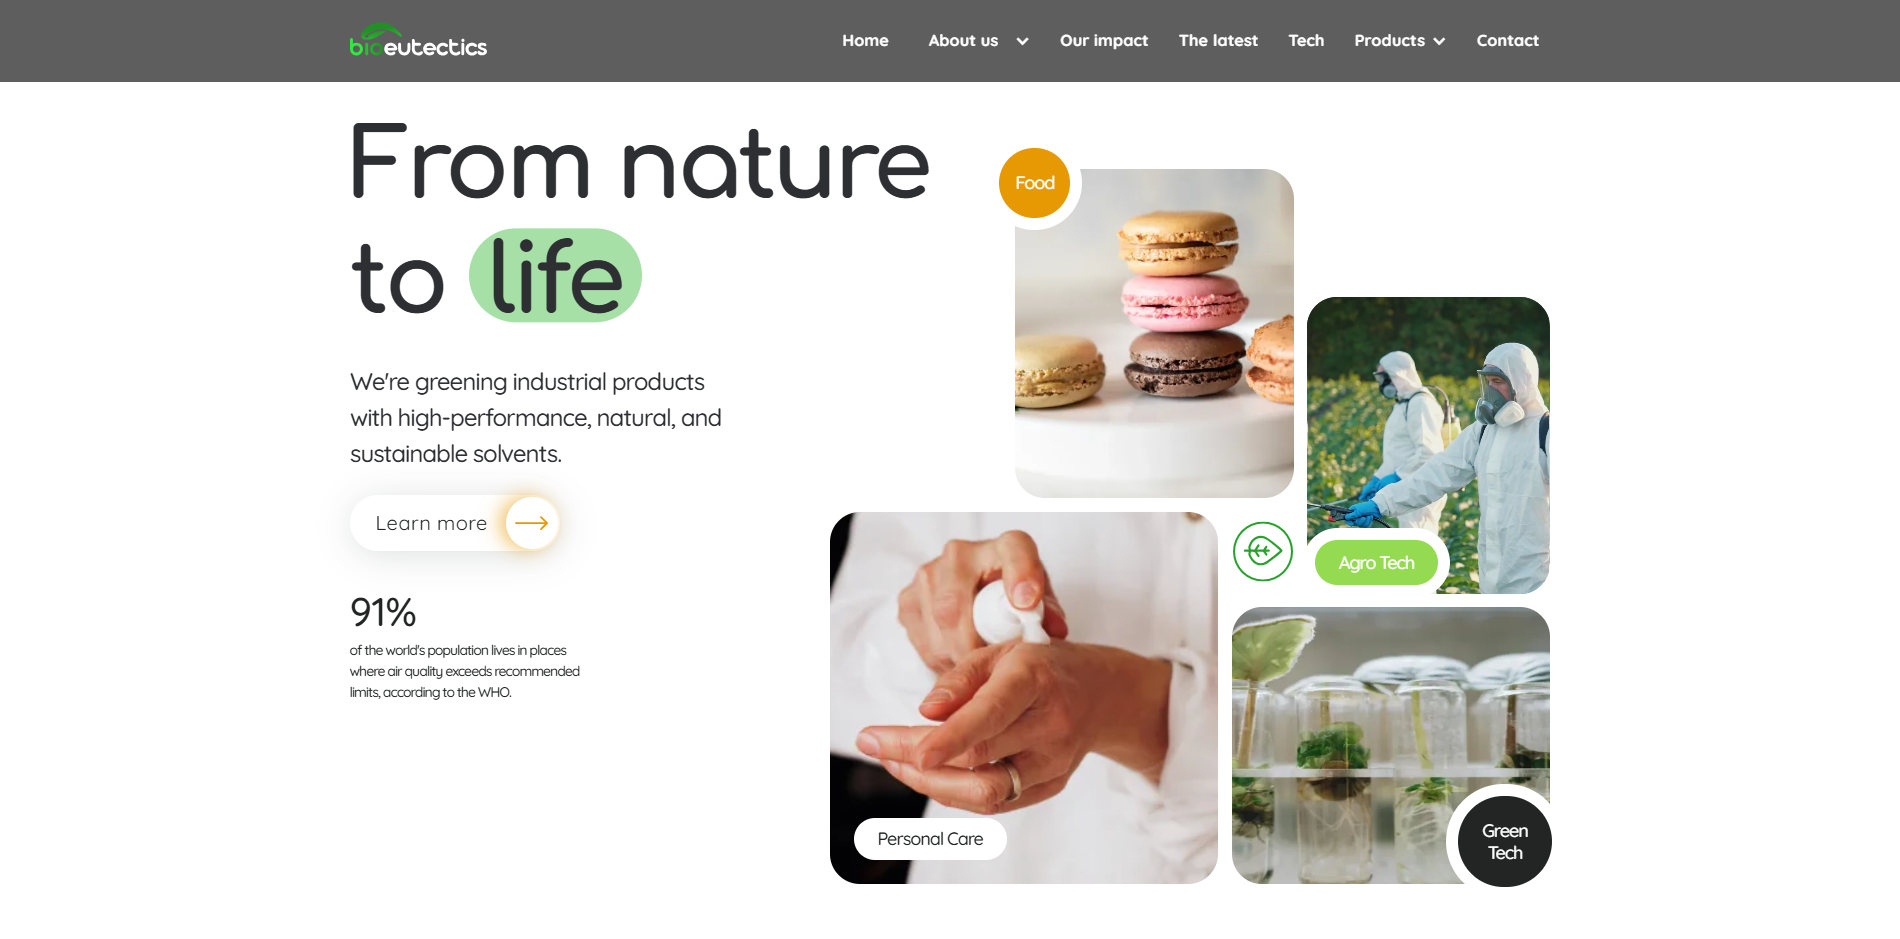 bioeutectics
Home About us Our impact The latest Tech Products Contact
From nature
to life
We're greening industrial products
with high-performance, natural, and
sustainable solvents.
Learn more
91%
of the world's population lives in places
where air quality exceeds recommended
limits, according to the WHO.
Food
Agro Tech
Personal Care
Green
Tech